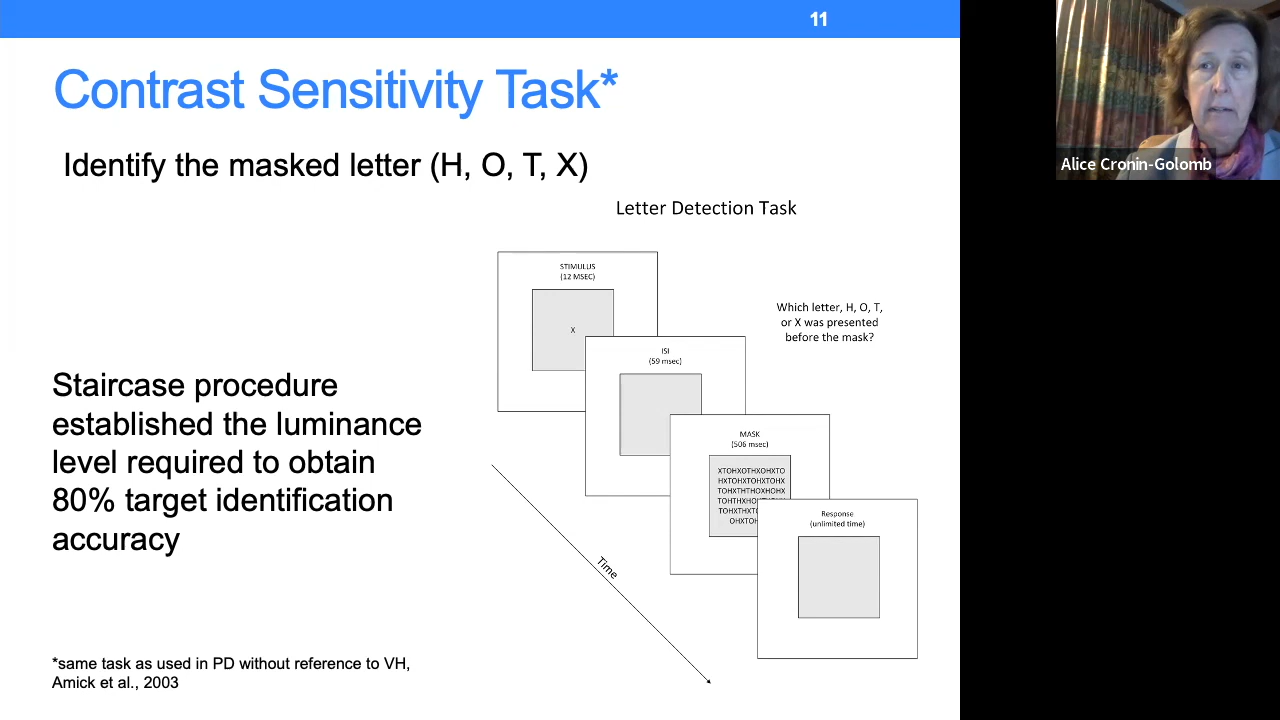 11
Contrast Sensitivity Task*
Identify the masked letter (H, O, T, X)
Letter Detection Task
STIMULUS
(12 MSEC)
X
Which letter, H, O, T,
or X was presented
before the mask?
ISI
(59 msec)
MASK
(506 msec)
XTOHXOTHXOHXTO
HXTOHXTOHXTOHX
TOHXTHTHOXHOHX
TOHTHXHO
TOHXTHXT
OHXTOH
Response
(unlimited time)
Time
Staircase procedure
established the luminance
level required to obtain
80% target identification
accuracy
*same task as used in PD without reference to VH,
Amick et al., 2003
Alice Cronin-Golomb